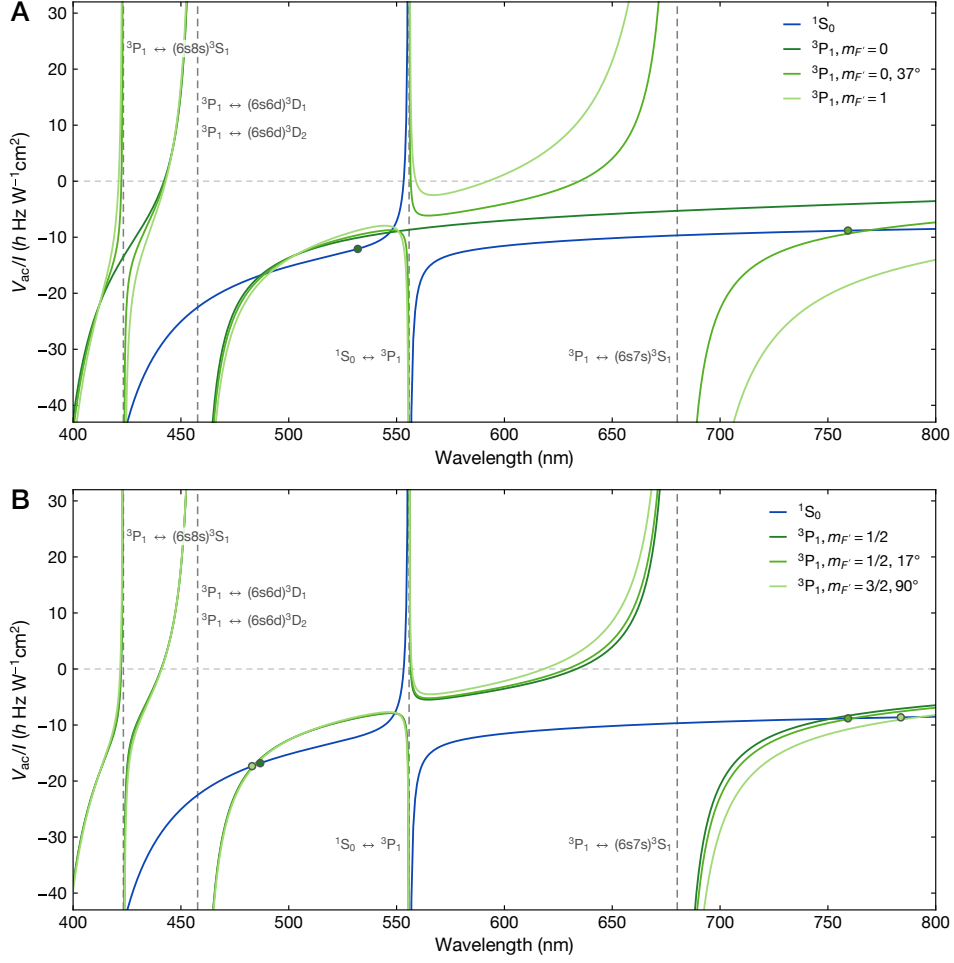 A
³P₁ ↔ (6s8s)³S₁
³P₁ ↔ (6s6d)³D₁
³P₁ ↔ (6s6d)³D₂
¹S₀ ↔ ³P₁
³P₁ ↔ (6s7s)³S₁
¹S₀
³P₁, m_F′ = 0
³P₁, m_F′ = 0, 37°
³P₁, m_F′ = 1
30
20
10
0
−10
−20
−30
−40
V_ac/I (h Hz W⁻¹cm²)
400 450 500 550 600 650 700 750 800
Wavelength (nm)
B
³P₁ ↔ (6s8s)³S₁
³P₁ ↔ (6s6d)³D₁
³P₁ ↔ (6s6d)³D₂
¹S₀ ↔ ³P₁
³P₁ ↔ (6s7s)³S₁
¹S₀
³P₁, m_F′ = 1/2
³P₁, m_F′ = 1/2, 17°
³P₁, m_F′ = 3/2, 90°
30
20
10
0
−10
−20
−30
−40
V_ac/I (h Hz W⁻¹cm²)
400 450 500 550 600 650 700 750 800
Wavelength (nm)